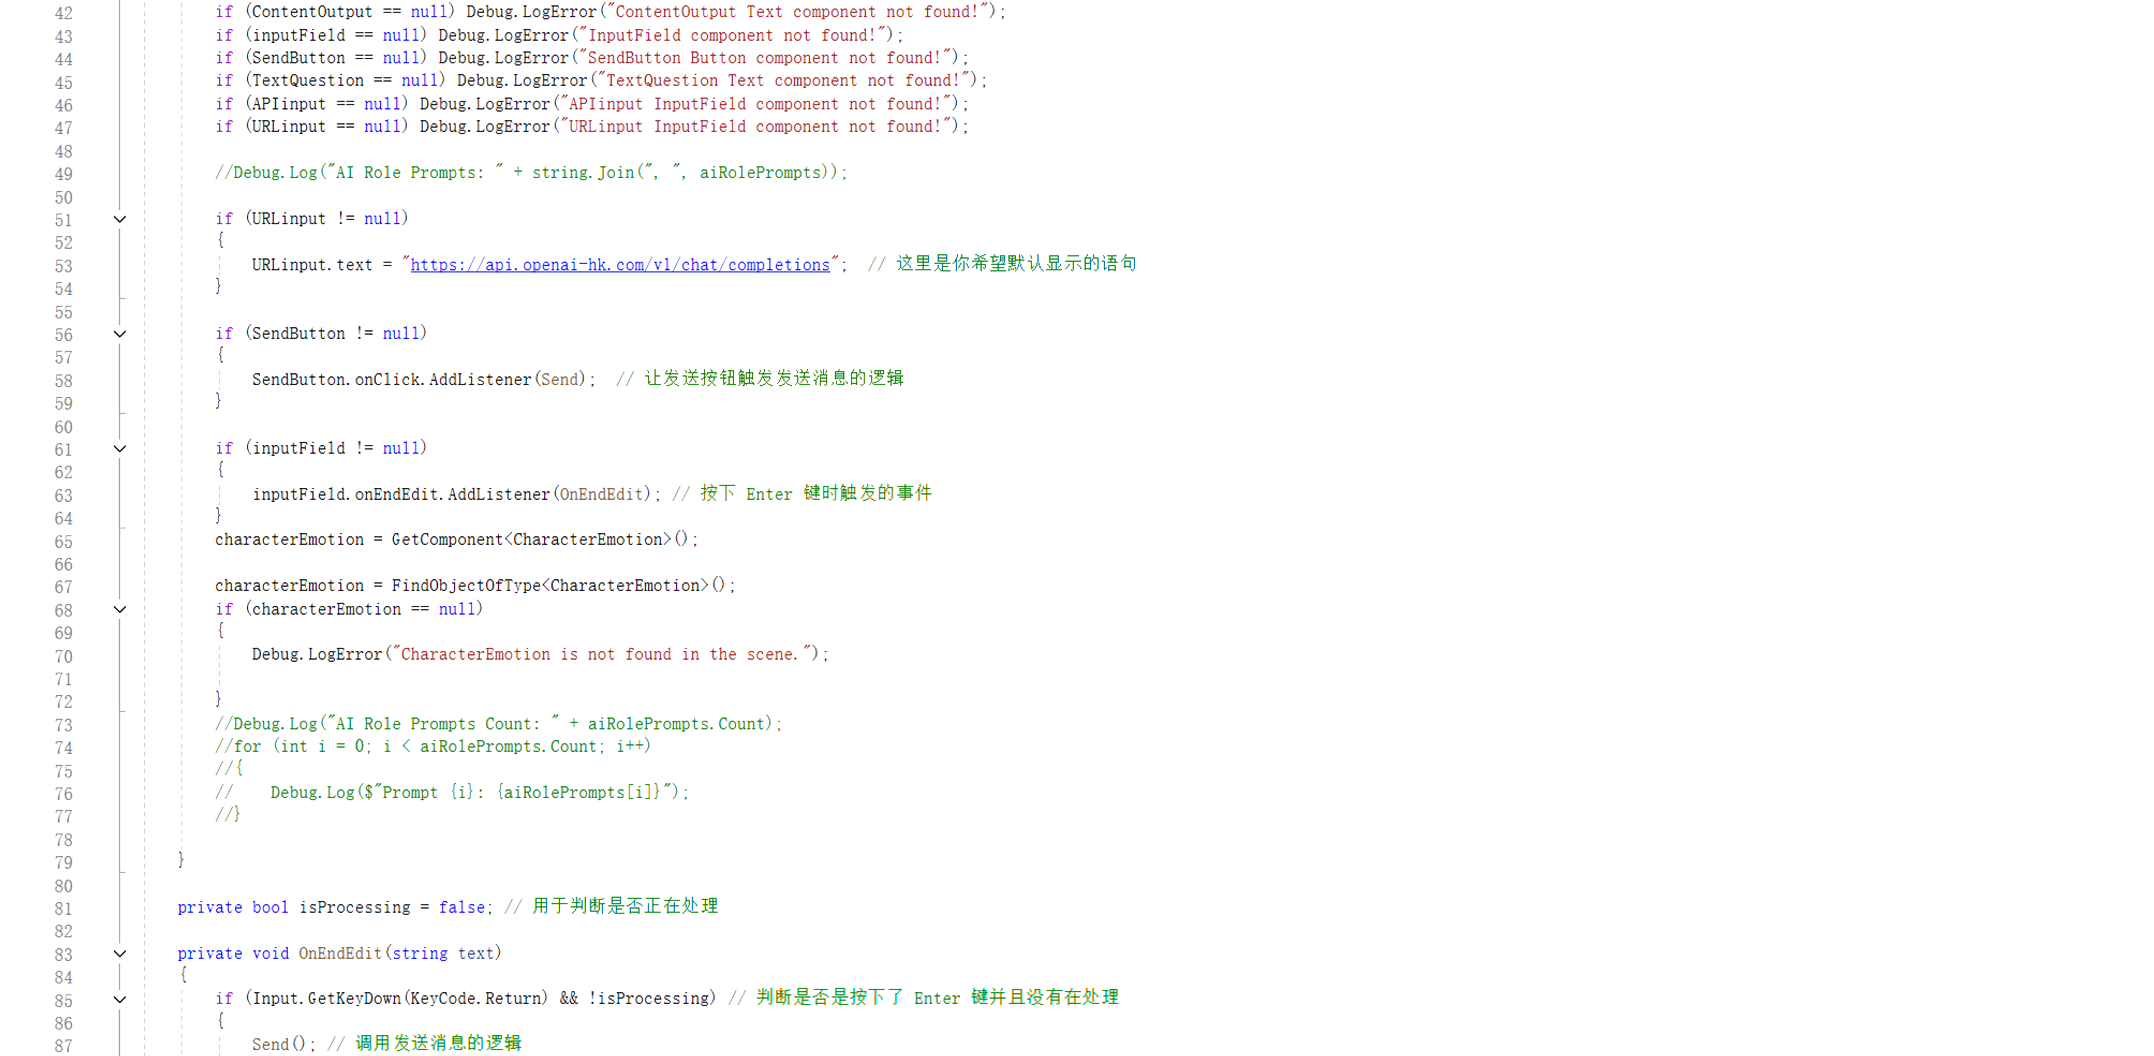 42 if (ContentOutput == null) Debug.LogError("ContentOutput Text component not found!");
43 if (inputField == null) Debug.LogError("InputField component not found!");
44 if (SendButton == null) Debug.LogError("SendButton Button component not found!");
45 if (TextQuestion == null) Debug.LogError("TextQuestion Text component not found!");
46 if (APIinput == null) Debug.LogError("APIinput InputField component not found!");
47 if (URLinput == null) Debug.LogError("URLinput InputField component not found!");
48
49 //Debug.Log("AI Role Prompts: " + string.Join(", ", aiRolePrompts));
50
51 if (URLinput != null)
52 {
53 URLinput.text = "https://api.openai-hk.com/v1/chat/completions"; // 这里是你希望默认显示的语句
54 }
55
56 if (SendButton != null)
57 {
58 SendButton.onClick.AddListener(Send); // 让发送按钮触发发送消息的逻辑
59 }
60
61 if (inputField != null)
62 {
63 inputField.onEndEdit.AddListener(OnEndEdit); // 按下 Enter 键时触发的事件
64 }
65 characterEmotion = GetComponent<CharacterEmotion>();
66
67 characterEmotion = FindObjectOfType<CharacterEmotion>();
68 if (characterEmotion == null)
69 {
70 Debug.LogError("CharacterEmotion is not found in the scene.");
71
72 }
73 //Debug.Log("AI Role Prompts Count: " + aiRolePrompts.Count);
74 //for (int i = 0; i < aiRolePrompts.Count; i++)
75 //{
76 // Debug.Log($"Prompt {i}: {aiRolePrompts[i]}");
77 //}
78
79 }
80
81 private bool isProcessing = false; // 用于判断是否正在处理
82
83 private void OnEndEdit(string text)
84 {
85 if (Input.GetKeyDown(KeyCode.Return) && !isProcessing) // 判断是否是按下了 Enter 键并且没有在处理
86 {
87 Send(); // 调用发送消息的逻辑